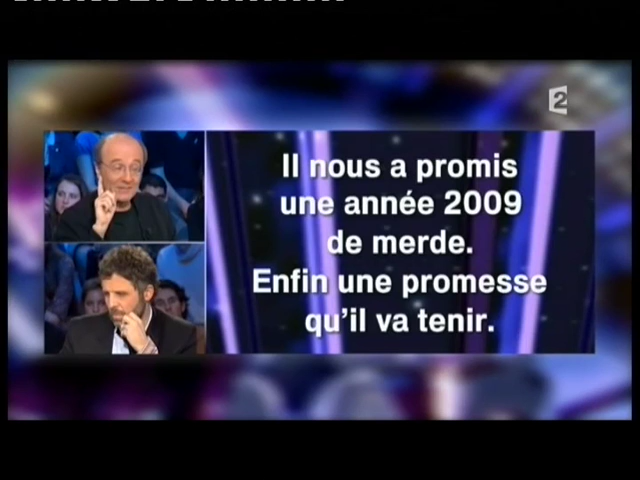 2
Il nous a promis
une année 2009
de merde.
Enfin une promesse
qu'il va tenir.